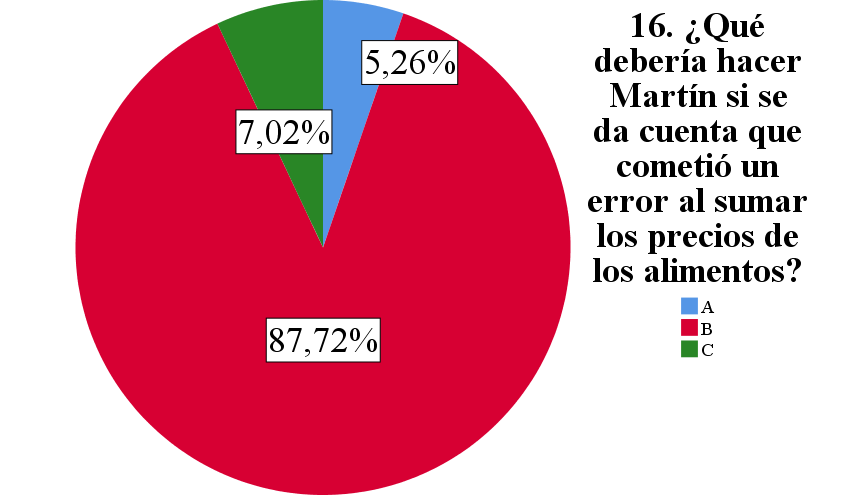 16. ¿Qué
debería hacer
Martín si se
da cuenta que
cometió un
error al sumar
los precios de
los alimentos?
A
B
C
5,26%
7,02%
87,72%